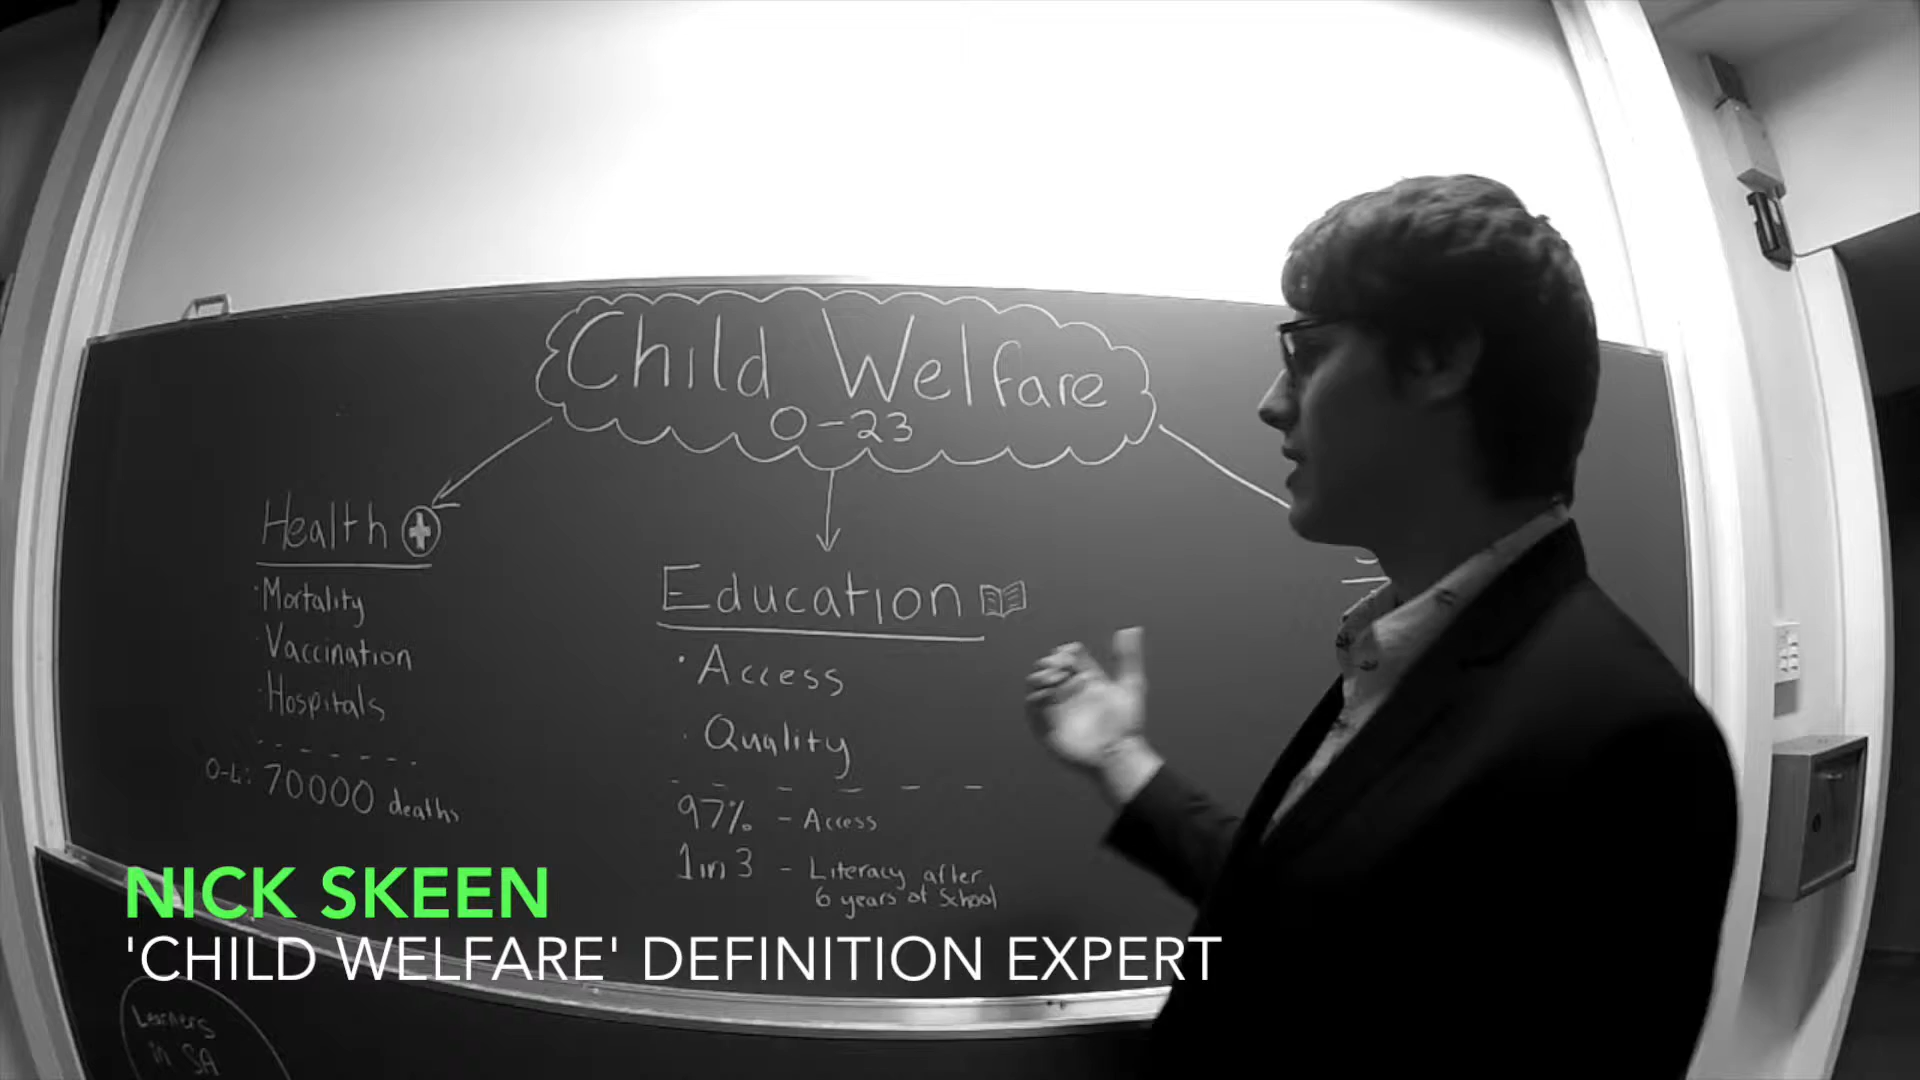 Child Welfare
0-23
Health
· Mortality
· Vaccination
· Hospitals
0-4: 70000 deaths
Education
· Access
· Quality
97% - Access
1 in 3 - Literacy after
6 years of School
NICK SKEEN
'CHILD WELFARE' DEFINITION EXPERT
Learners
in SA